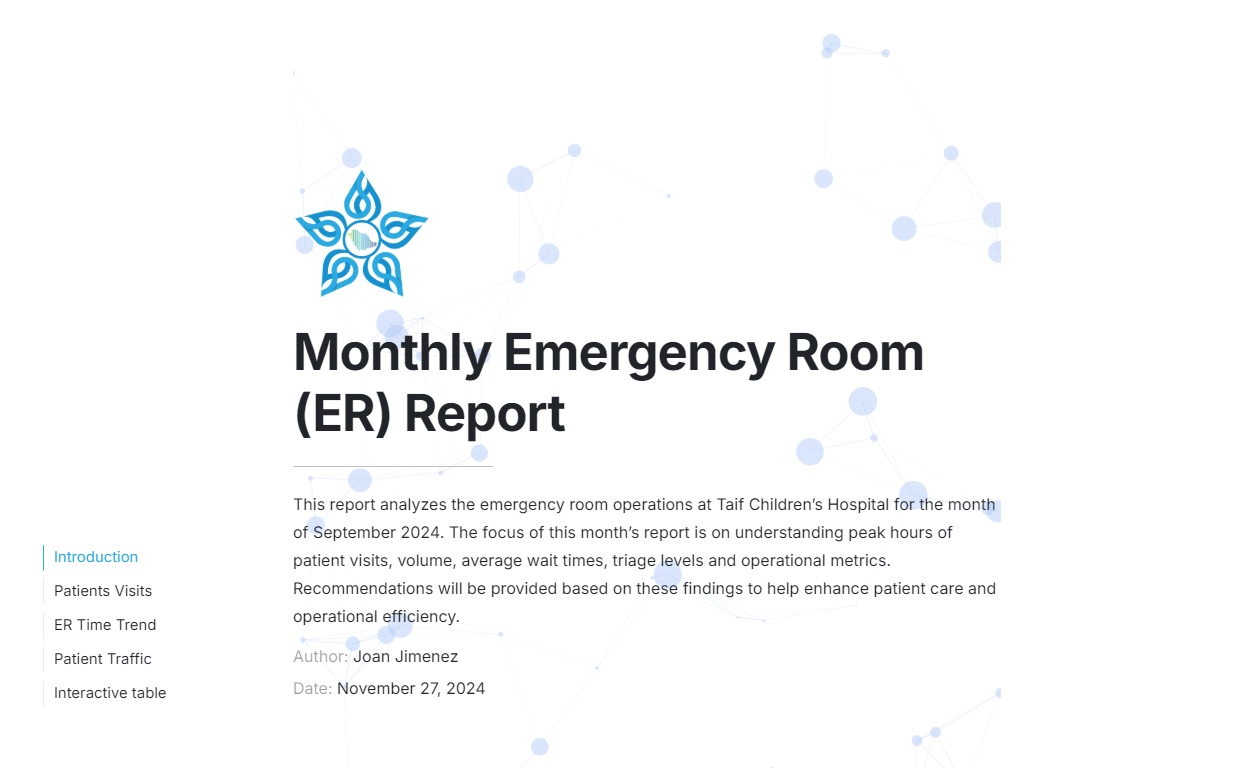 Monthly Emergency Room
(ER) Report
This report analyzes the emergency room operations at Taif Children’s Hospital for the month
of September 2024. The focus of this month’s report is on understanding peak hours of
patient visits, volume, average wait times, triage levels and operational metrics.
Recommendations will be provided based on these findings to help enhance patient care and
operational efficiency.
Author: Joan Jimenez
Date: November 27, 2024
Introduction
Patients Visits
ER Time Trend
Patient Traffic
Interactive table